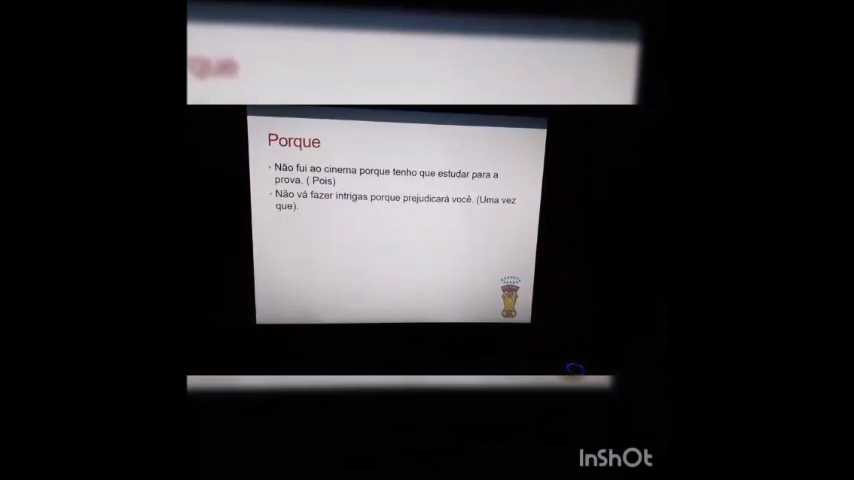 que
Porque
• Não fui ao cinema porque tenho que estudar para a
prova. ( Pois)
• Não vá fazer intrigas porque prejudicará você. (Uma vez
que).
InShOt